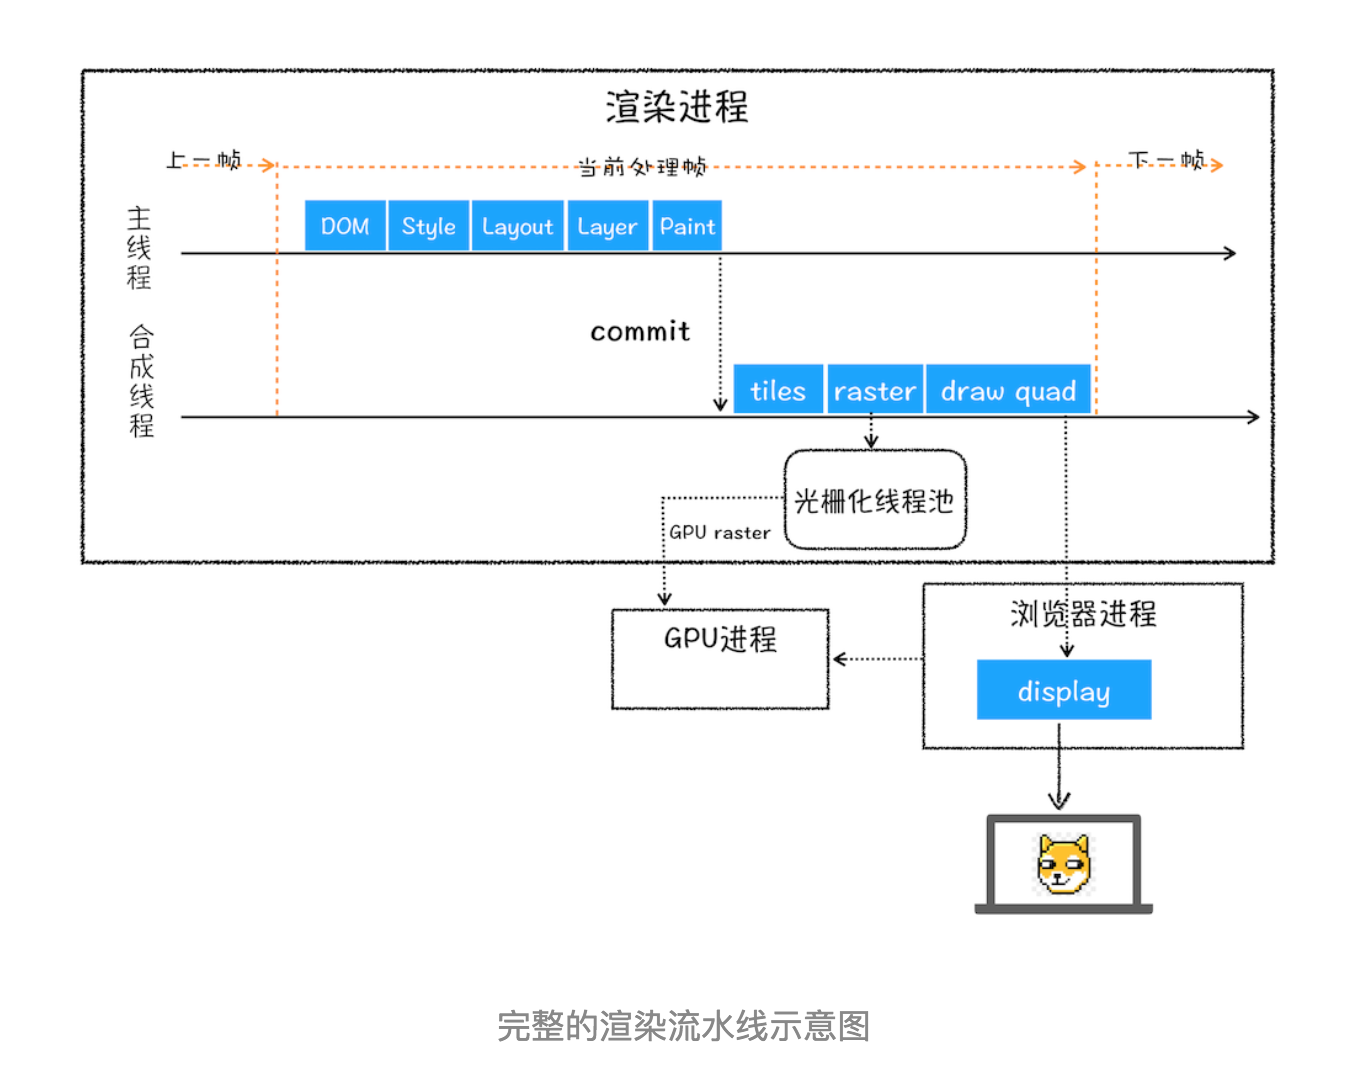 渲染进程
上一帧
当前处理帧
下一帧
主线程
DOM
Style
Layout
Layer
Paint
commit
合成线程
tiles
raster
draw quad
光栅化线程池
GPU raster
GPU进程
浏览器进程
display
完整的渲染流水线示意图